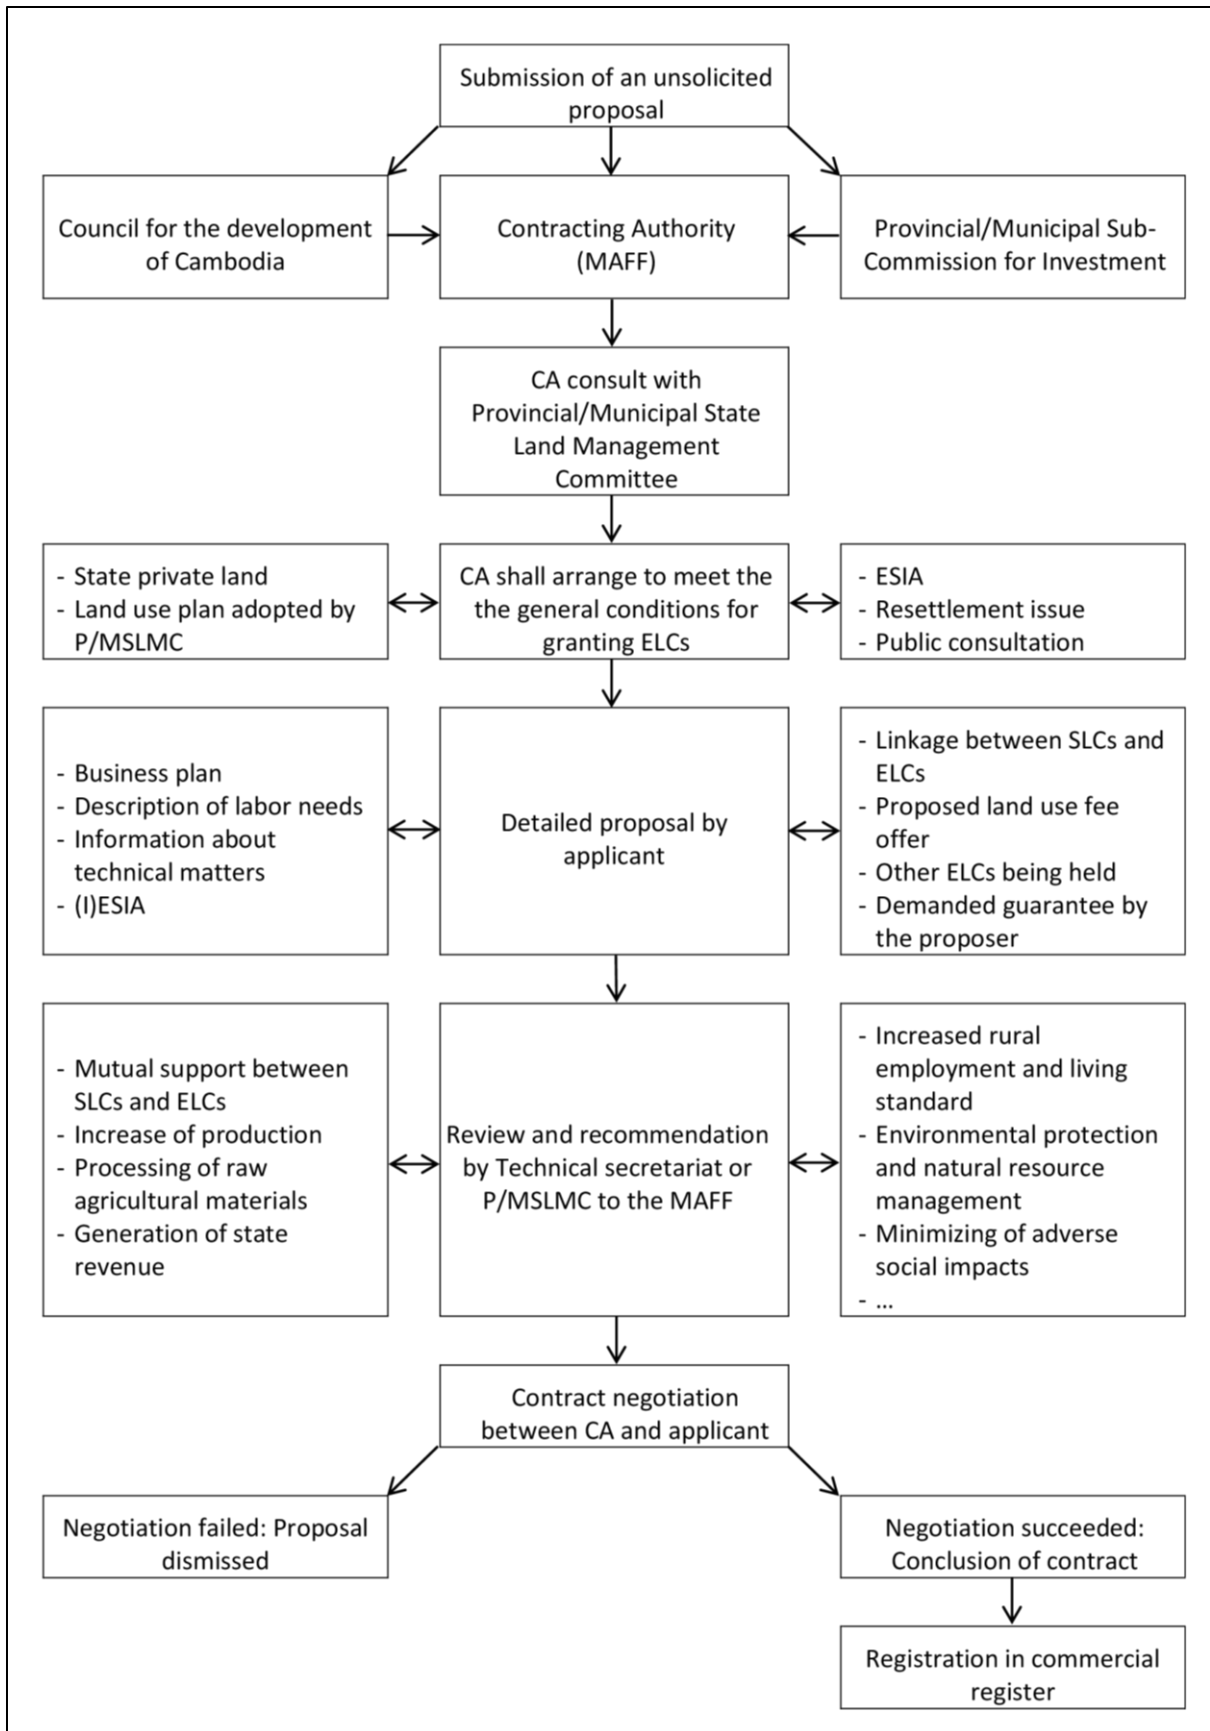 Submission of an unsolicited
proposal
Council for the development
of Cambodia
Contracting Authority
(MAFF)
Provincial/Municipal Sub-
Commission for Investment
CA consult with
Provincial/Municipal State
Land Management
Committee
- State private land
- Land use plan adopted by
P/MSLMC
CA shall arrange to meet the
the general conditions for
granting ELCs
- ESIA
- Resettlement issue
- Public consultation
- Business plan
- Description of labor needs
- Information about
technical matters
- (I)ESIA
Detailed proposal by
applicant
- Linkage between SLCs and
ELCs
- Proposed land use fee
offer
- Other ELCs being held
- Demanded guarantee by
the proposer
- Mutual support between
SLCs and ELCs
- Increase of production
- Processing of raw
agricultural materials
- Generation of state
revenue
Review and recommendation
by Technical secretariat or
P/MSLMC to the MAFF
- Increased rural
employment and living
standard
- Environmental protection
and natural resource
management
- Minimizing of adverse
social impacts
- ...
Contract negotiation
between CA and applicant
Negotiation failed: Proposal
dismissed
Negotiation succeeded:
Conclusion of contract
Registration in commercial
register